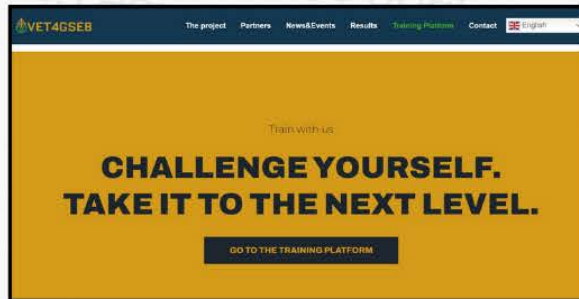 VET4GSEB
The project Partners News&Events Results Training Platform Contact English
Train with us
CHALLENGE YOURSELF.
TAKE IT TO THE NEXT LEVEL.
GO TO THE TRAINING PLATFORM